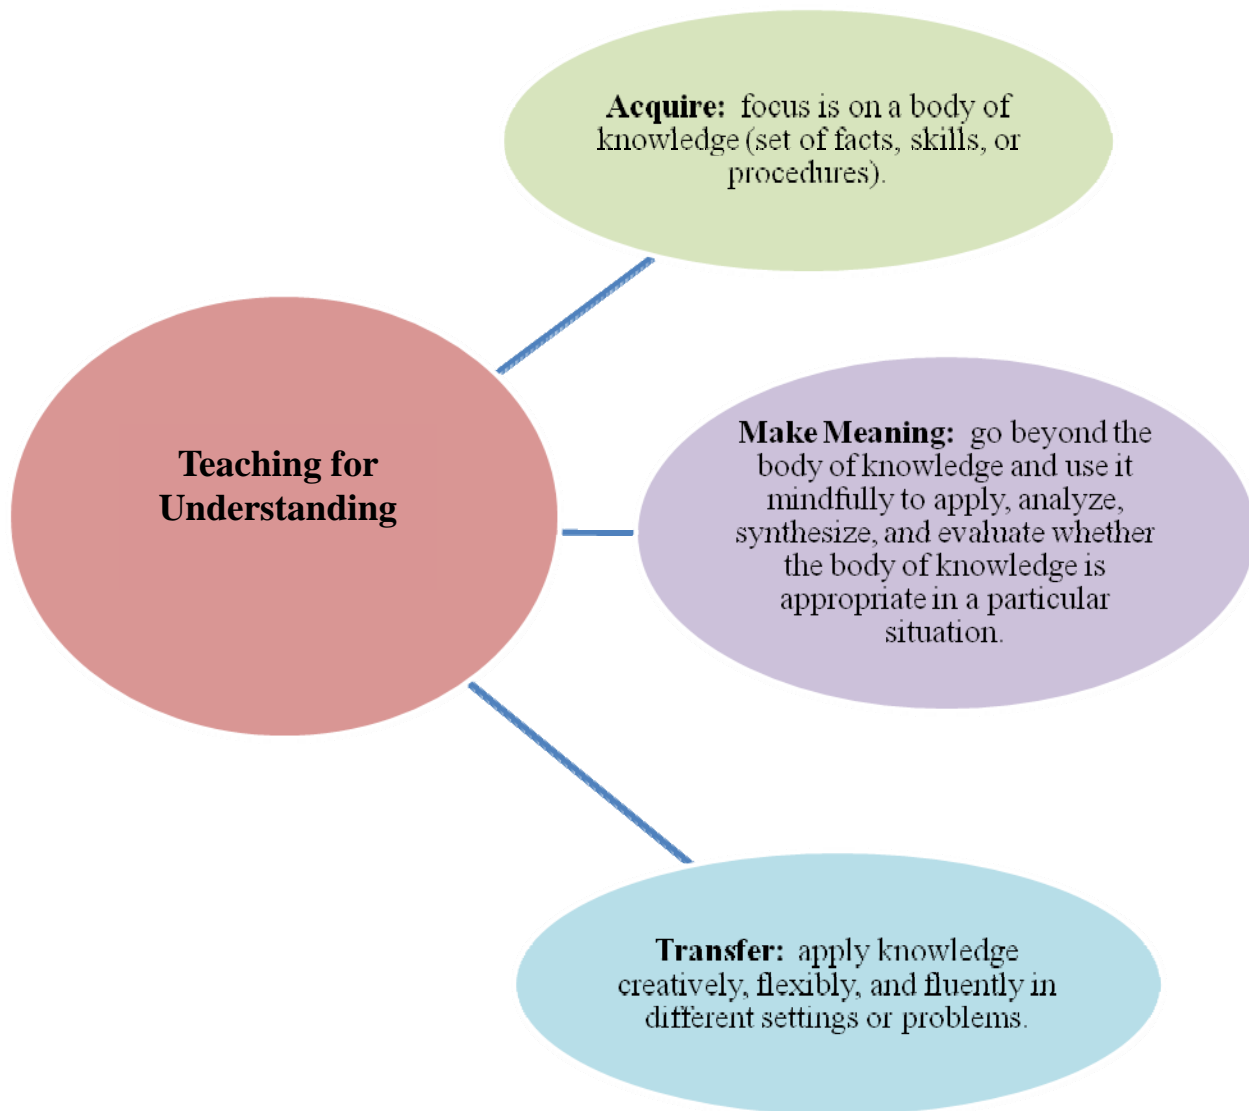 Acquire: focus is on a body of
knowledge (set of facts, skills, or
procedures).
Teaching for
Understanding
Make Meaning: go beyond the
body of knowledge and use it
mindfully to apply, analyze,
synthesize, and evaluate whether
the body of knowledge is
appropriate in a particular
situation.
Transfer: apply knowledge
creatively, flexibly, and fluently in
different settings or problems.